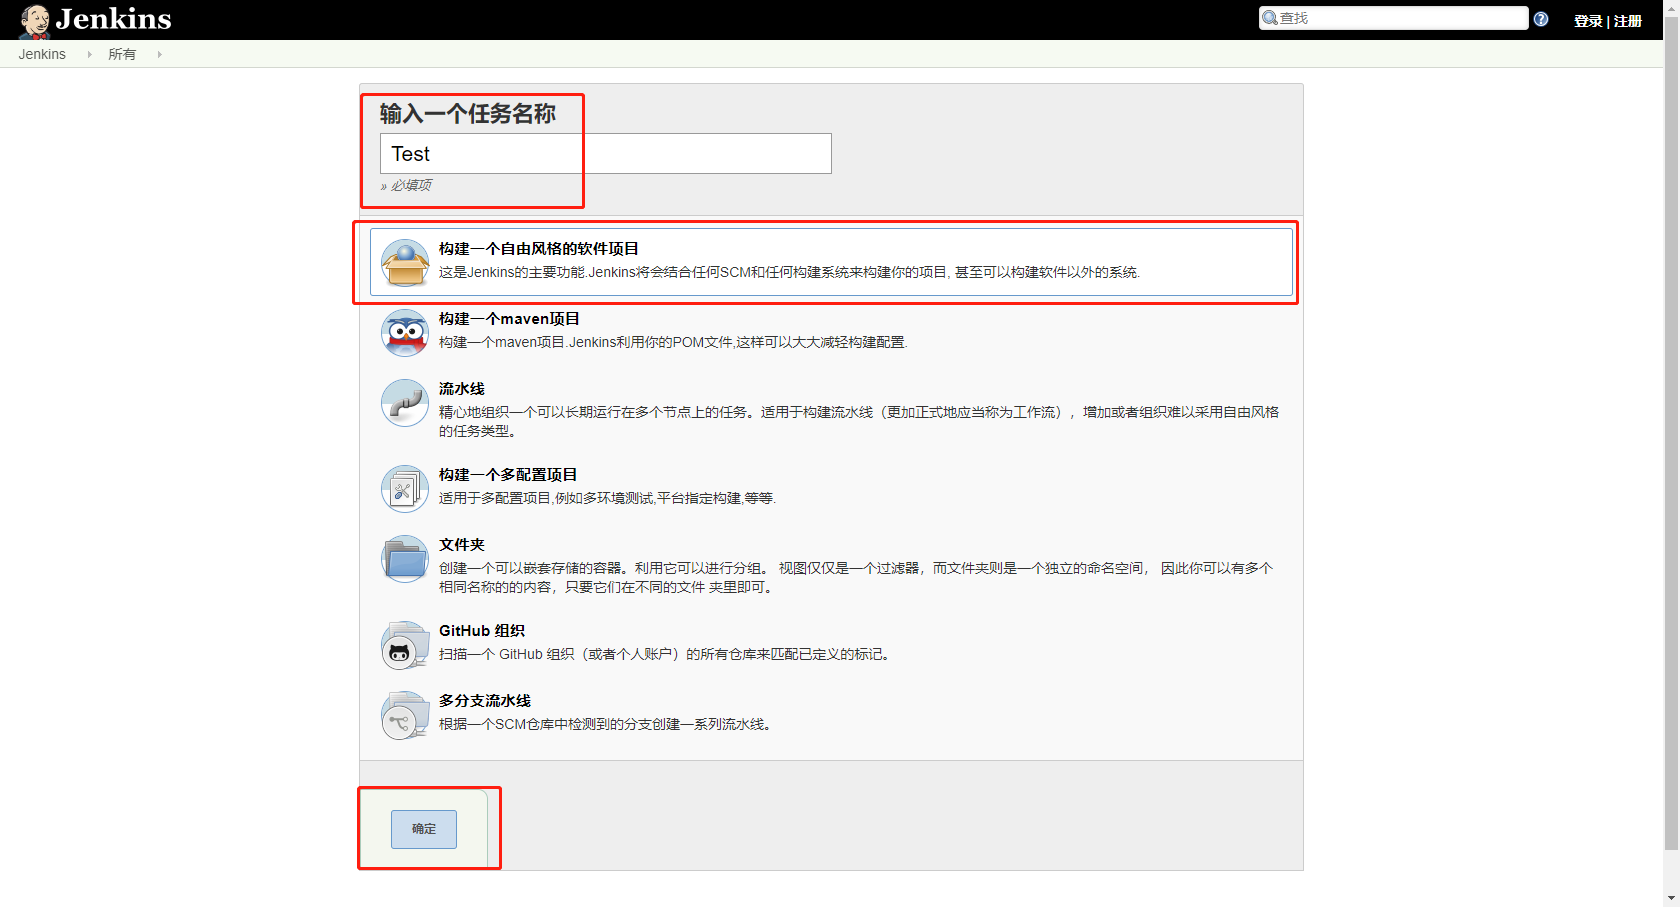 Jenkins
查找
登录 | 注册
Jenkins
所有
输入一个任务名称
Test
» 必填项
构建一个自由风格的软件项目
这是Jenkins的主要功能.Jenkins将会结合任何SCM和任何构建系统来构建你的项目, 甚至可以构建软件以外的系统.
构建一个maven项目
构建一个maven项目.Jenkins利用你的POM文件,这样可以大大减轻构建配置.
流水线
精心地组织一个可以长期运行在多个节点上的任务。适用于构建流水线（更加正式地应当称为工作流），增加或者组织难以采用自由风格
的任务类型。
构建一个多配置项目
适用于多配置项目,例如多环境测试,平台指定构建,等等.
文件夹
创建一个可以嵌套存储的容器。利用它可以进行分组。 视图仅仅是一个过滤器，而文件夹则是一个独立的命名空间， 因此你可以有多个
相同名称的的内容，只要它们在不同的文件 夹里即可。
GitHub 组织
扫描一个 GitHub 组织（或者个人账户）的所有仓库来匹配已定义的标记。
多分支流水线
根据一个SCM仓库中检测到的分支创建一系列流水线。
确定